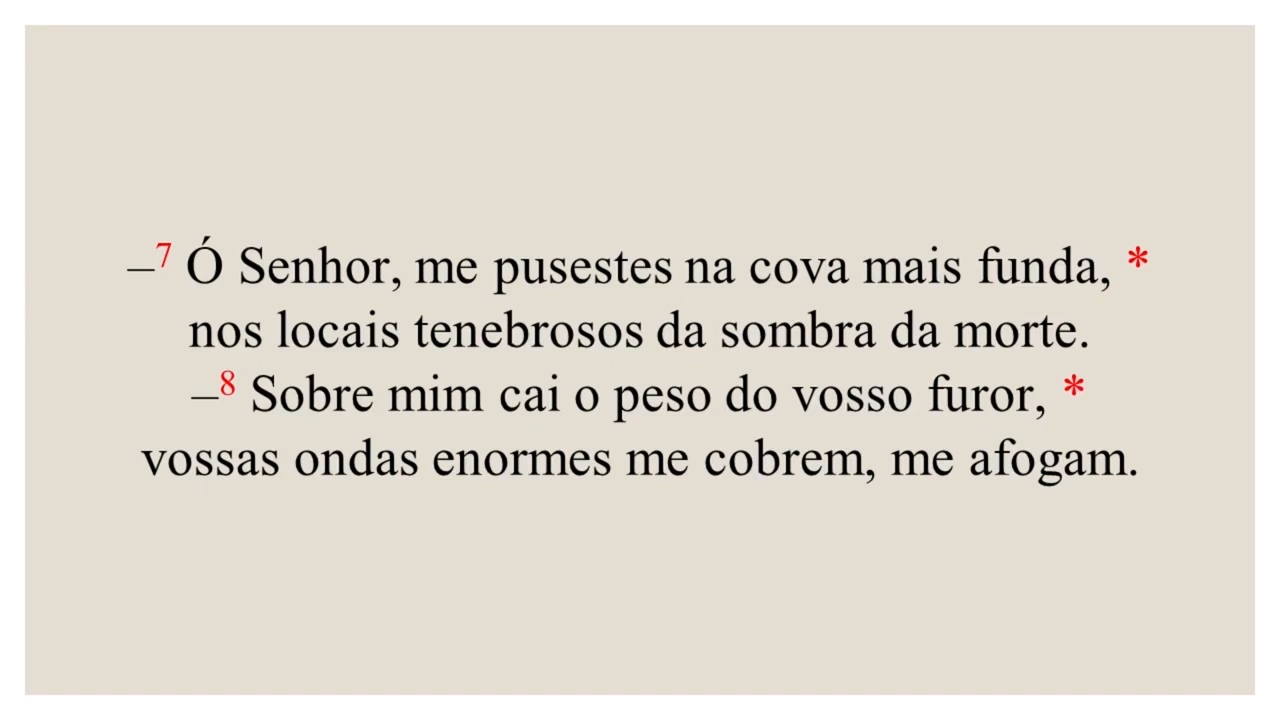 –⁷ Ó Senhor, me pusestes na cova mais funda, *
nos locais tenebrosos da sombra da morte.
–⁸ Sobre mim cai o peso do vosso furor, *
vossas ondas enormes me cobrem, me afogam.